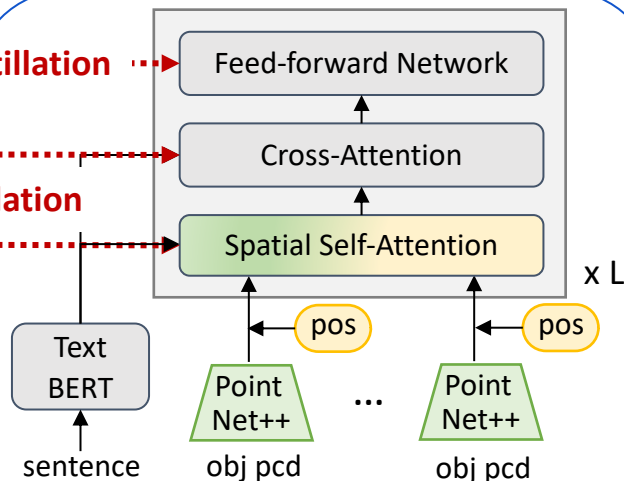 tillation
Feed-forward Network
Cross-Attention
lation
Spatial Self-Attention
x L
pos
pos
Text
BERT
Point
Net++
...
Point
Net++
sentence
obj pcd
obj pcd